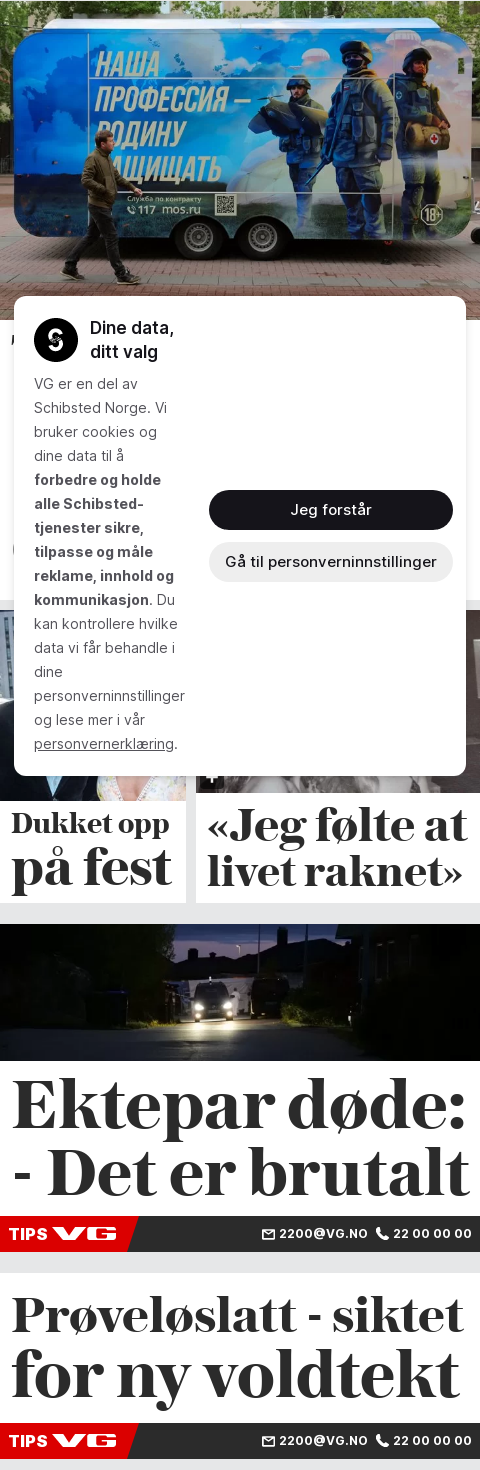 НАША
ПРОФЕССИЯ –
РОДИНУ
ЗАЩИЩАТЬ
Служба по контракту
117 mos.ru
18+
Dine data,
ditt valg
VG er en del av
Schibsted Norge. Vi
bruker cookies og
dine data til å
forbedre og holde
alle Schibsted-
tjenester sikre,
tilpasse og måle
reklame, innhold og
kommunikasjon. Du
kan kontrollere hvilke
data vi får behandle i
dine
personverninnstillinger
og lese mer i vår
personvernerklæring.
Jeg forstår
Gå til personverninnstillinger
Dukket opp
på fest
«Jeg følte at
livet raknet»
Ektepar døde:
- Det er brutalt
TIPS VG 2200@VG.NO 22 00 00 00
Prøveløslatt - siktet
for ny voldtekt
TIPS VG 2200@VG.NO 22 00 00 00